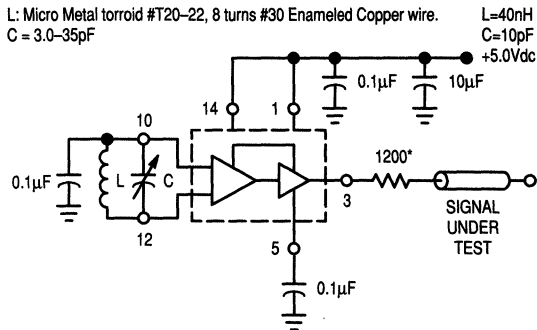 L: Micro Metal torroid #T20–22, 8 turns #30 Enameled Copper wire.
C = 3.0–35pF
L=40nH
C=10pF
+5.0Vdc
0.1µF
10µF
14
1
10
1200*
0.1µF
L
C
3
12
SIGNAL
UNDER
TEST
5
0.1µF